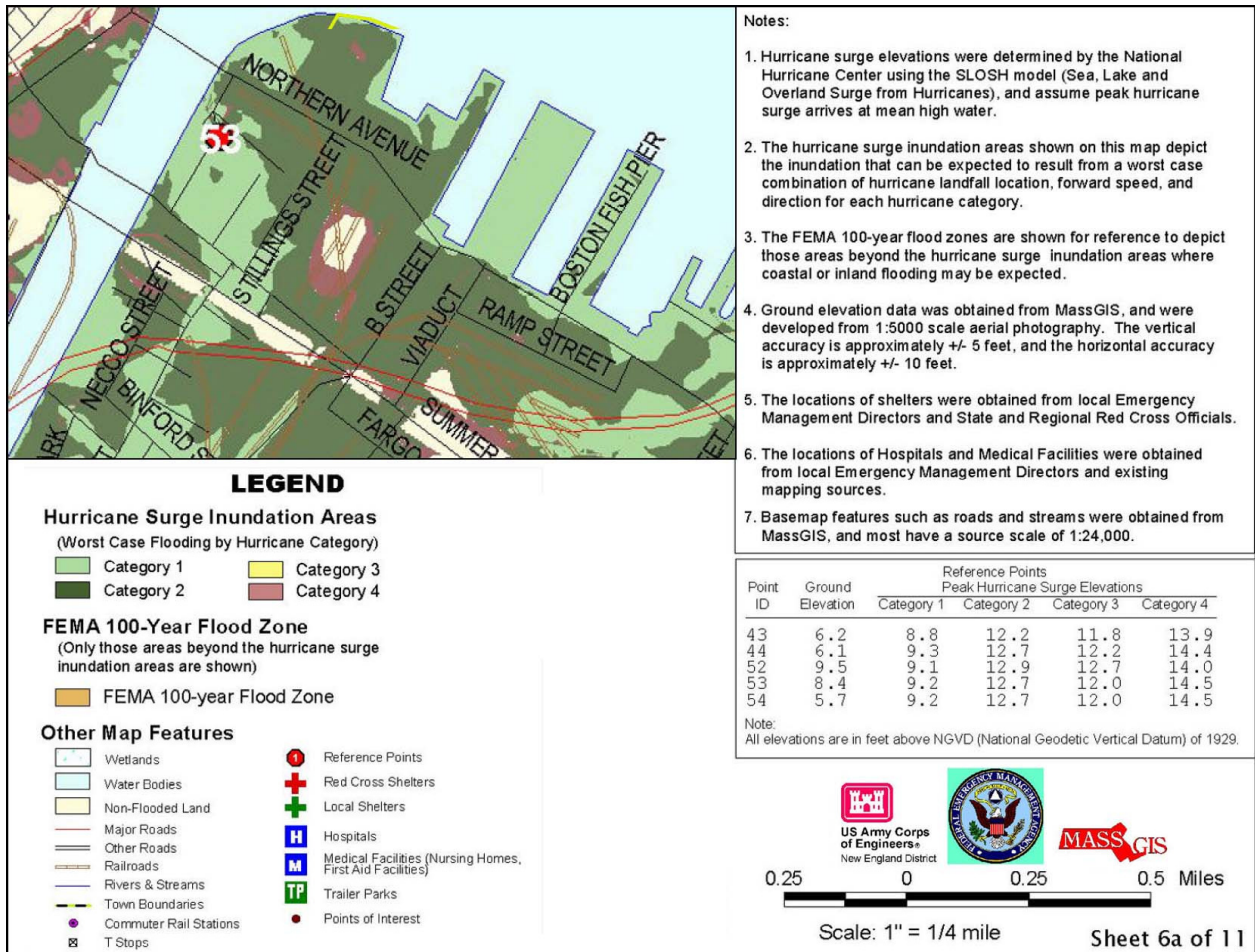 53
NORTHERN AVENUE
STILLINGS STREET
NECCO STREET
BINFORD S
B STREET
VIADUCT
RAMP STREET
BOSTON FISH PIER
SUMMER
FARGO
ARK
EET
Notes:
1. Hurricane surge elevations were determined by the National
Hurricane Center using the SLOSH model (Sea, Lake and
Overland Surge from Hurricanes), and assume peak hurricane
surge arrives at mean high water.
2. The hurricane surge inundation areas shown on this map depict
the inundation that can be expected to result from a worst case
combination of hurricane landfall location, forward speed, and
direction for each hurricane category.
3. The FEMA 100-year flood zones are shown for reference to depict
those areas beyond the hurricane surge inundation areas where
coastal or inland flooding may be expected.
4. Ground elevation data was obtained from MassGIS, and were
developed from 1:5000 scale aerial photography. The vertical
accuracy is approximately +/- 5 feet, and the horizontal accuracy
is approximately +/- 10 feet.
5. The locations of shelters were obtained from local Emergency
Management Directors and State and Regional Red Cross Officials.
6. The locations of Hospitals and Medical Facilities were obtained
from local Emergency Management Directors and existing
mapping sources.
7. Basemap features such as roads and streams were obtained from
MassGIS, and most have a source scale of 1:24,000.
LEGEND
Hurricane Surge Inundation Areas
(Worst Case Flooding by Hurricane Category)
Category 1 Category 3
Category 2 Category 4
FEMA 100-Year Flood Zone
(Only those areas beyond the hurricane surge
inundation areas are shown)
FEMA 100-year Flood Zone
Other Map Features
Wetlands
Water Bodies
Non-Flooded Land
Major Roads
Other Roads
Railroads
Rivers & Streams
Town Boundaries
Commuter Rail Stations
T Stops
1 Reference Points
Red Cross Shelters
Local Shelters
H Hospitals
M Medical Facilities (Nursing Homes,
First Aid Facilities)
TP Trailer Parks
Points of Interest
Reference Points
Point Ground Peak Hurricane Surge Elevations
ID Elevation Category 1 Category 2 Category 3 Category 4
43 6.2 8.8 12.2 11.8 13.9
44 6.1 9.3 12.7 12.2 14.4
52 9.5 9.1 12.9 12.7 14.0
53 8.4 9.2 12.7 12.0 14.5
54 5.7 9.2 12.7 12.0 14.5
Note:
All elevations are in feet above NGVD (National Geodetic Vertical Datum) of 1929.
US Army Corps
of Engineers®
New England District
FEDERAL EMERGENCY MANAGEMENT AGENCY
MASS GIS
0.25 0 0.25 0.5 Miles
Scale: 1" = 1/4 mile
Sheet 6a of 11